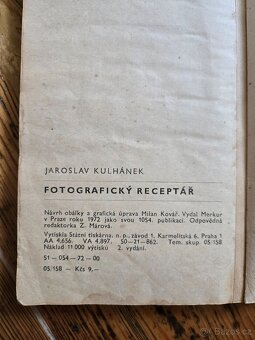 JAROSLAV KULHÁNEK
FOTOGRAFICKÝ RECEPTÁŘ
Návrh obálky a grafická úprava Milan Kovář. Vydal Merkur
v Praze roku 1972 jako svou 1054. publikaci. Odpovědná
redaktorka Z. Márová.
Vytiskla Státní tiskárna, n. p., závod 1, Karmelitská 6, Praha 1
AA 4,656. VA 4,897. 50—21—862. Tem. skup. 05/158
Náklad 11 000 výtisků 2. vydání.
51—054—72—00
05/158 — Kčs 9,—